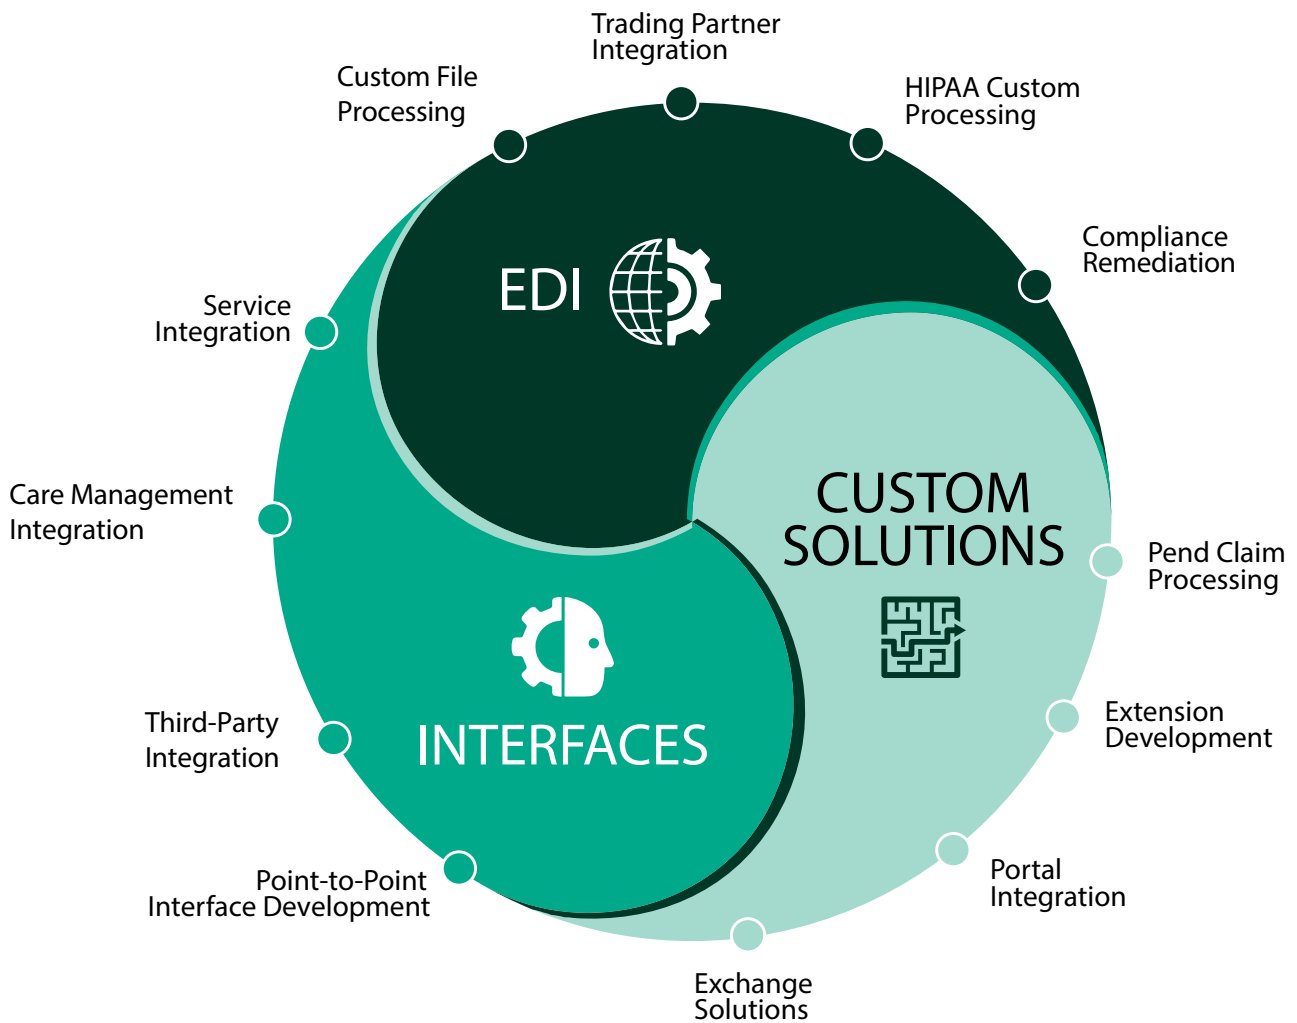 Trading Partner
Integration
Custom File
Processing
HIPAA Custom
Processing
Compliance
Remediation
EDI
Service
Integration
CUSTOM
SOLUTIONS
Care Management
Integration
Pend Claim
Processing
INTERFACES
Third-Party
Integration
Extension
Development
Point-to-Point
Interface Development
Portal
Integration
Exchange
Solutions